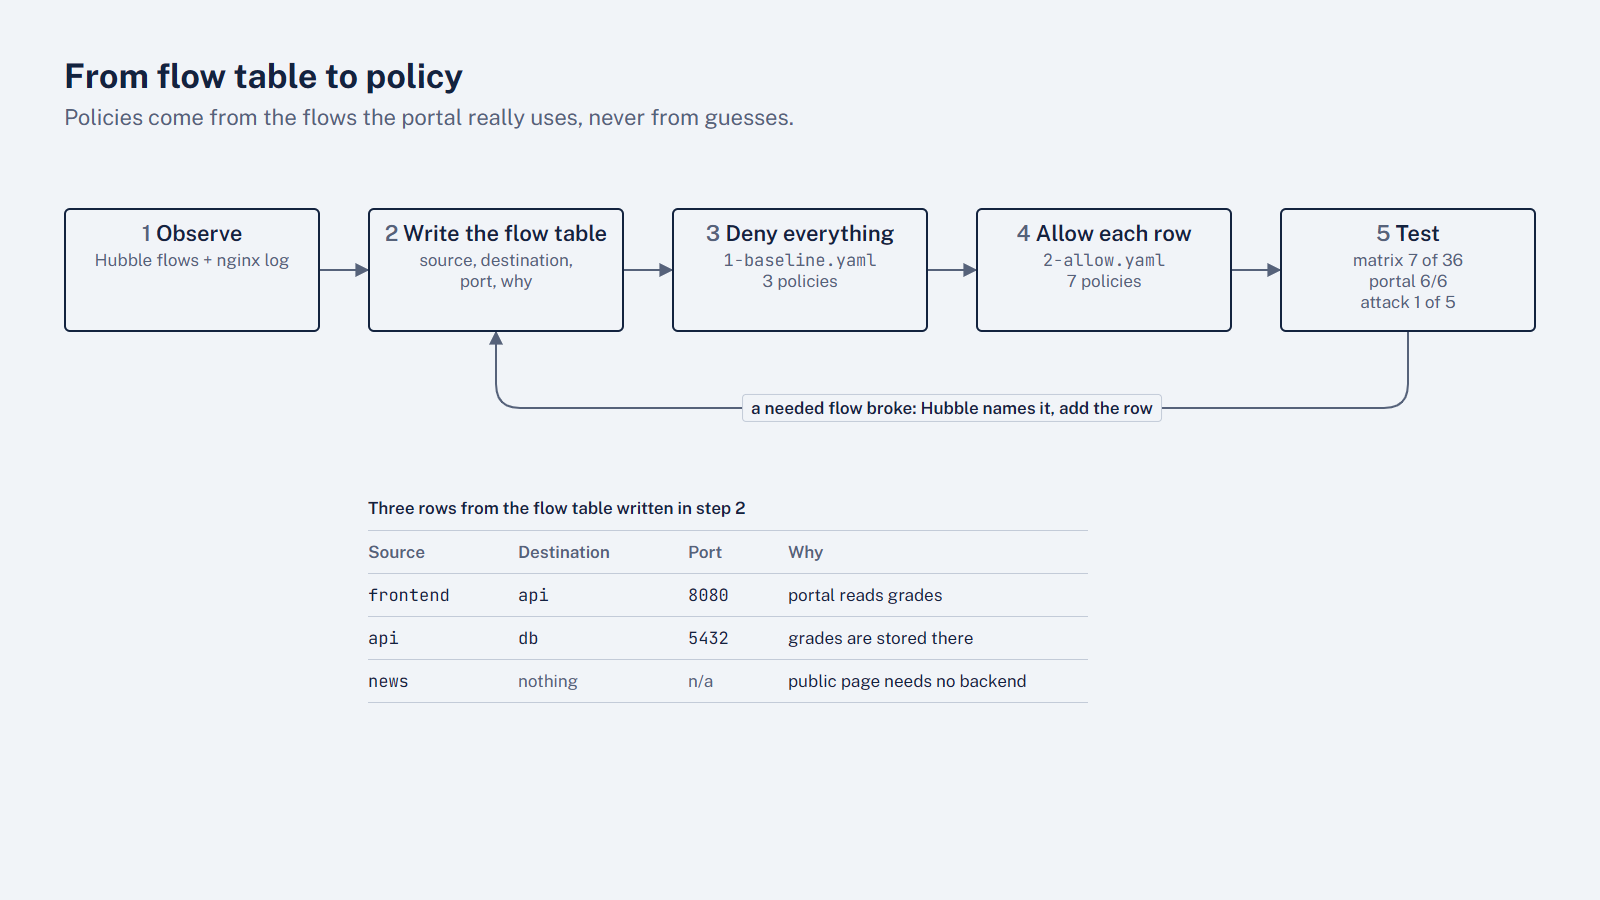 From flow table to policy
Policies come from the flows the portal really uses, never from guesses.
1 Observe
Hubble flows + nginx log
2 Write the flow table
source, destination,
port, why
3 Deny everything
1-baseline.yaml
3 policies
4 Allow each row
2-allow.yaml
7 policies
5 Test
matrix 7 of 36
portal 6/6
attack 1 of 5
a needed flow broke: Hubble names it, add the row
Three rows from the flow table written in step 2
Source Destination Port Why
frontend api 8080 portal reads grades
api db 5432 grades are stored there
news nothing n/a public page needs no backend